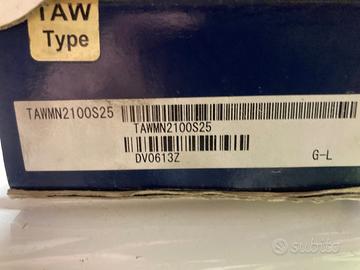 TAW
Type
TAWMN2100S25
TAWMN2100S25
DV0613Z
G-L
subito